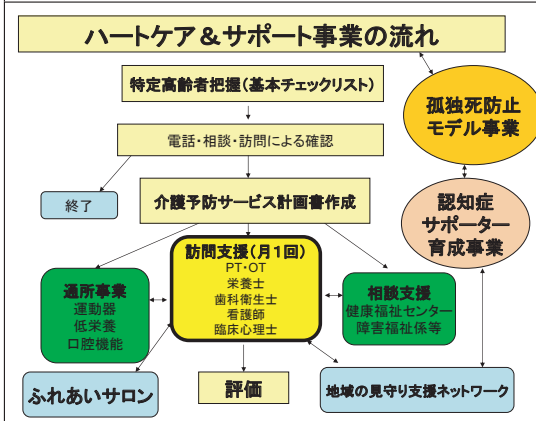 ハートケア＆サポート事業の流れ
特定高齢者把握(基本チェックリスト)
孤独死防止
モデル事業
電話・相談・訪問による確認
終了
介護予防サービス計画書作成
認知症
サポーター
育成事業
通所事業
運動器
低栄養
口腔機能
訪問支援(月１回)
PT・OT
栄養士
歯科衛生士
看護師
臨床心理士
相談支援
健康福祉センター
障害福祉係等
ふれあいサロン
評価
地域の見守り支援ネットワーク